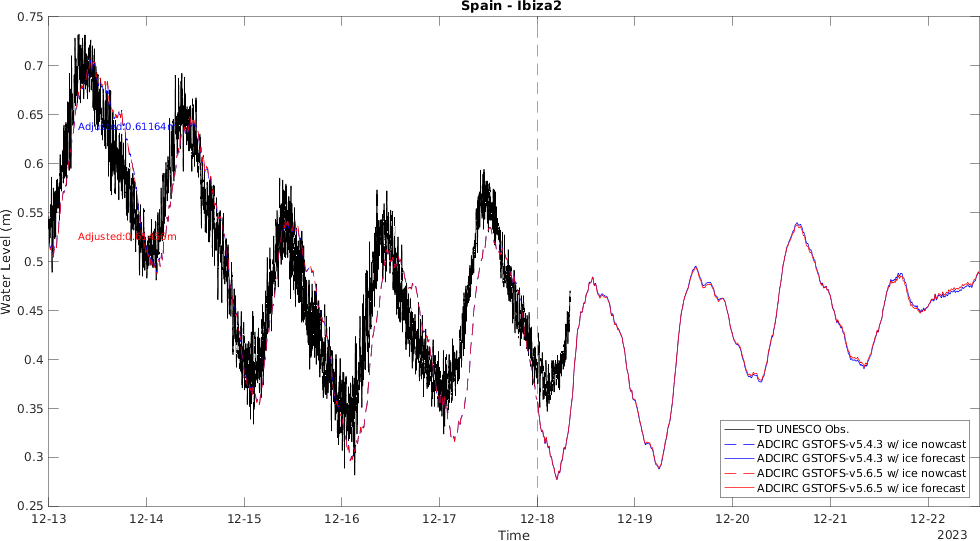 Spain - Ibiza2
0.75
0.7
0.65
0.6
0.55
0.5
0.45
0.4
0.35
0.3
0.25
Water Level (m)
Adjusted:0.61164m
TD UNESCO Obs.
ADCIRC GSTOFS-v5.4.3 w/ ice nowcast
ADCIRC GSTOFS-v5.4.3 w/ ice forecast
ADCIRC GSTOFS-v5.6.5 w/ ice nowcast
ADCIRC GSTOFS-v5.6.5 w/ ice forecast
12-13 12-14 12-15 12-16 12-17 12-18 12-19 12-20 12-21 12-22
Time
2023